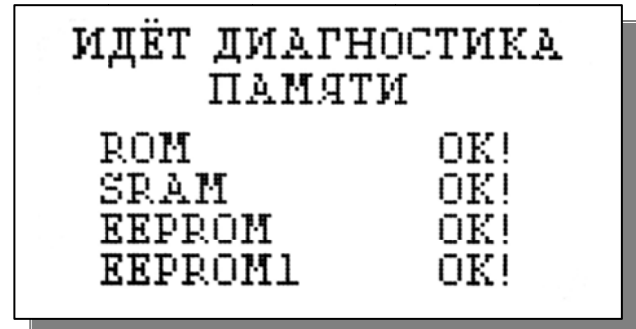 ИДЁТ ДИАГНОСТИКА
ПАМЯТИ
ROM OK!
SRAM OK!
EEPROM OK!
EEPROM1 OK!